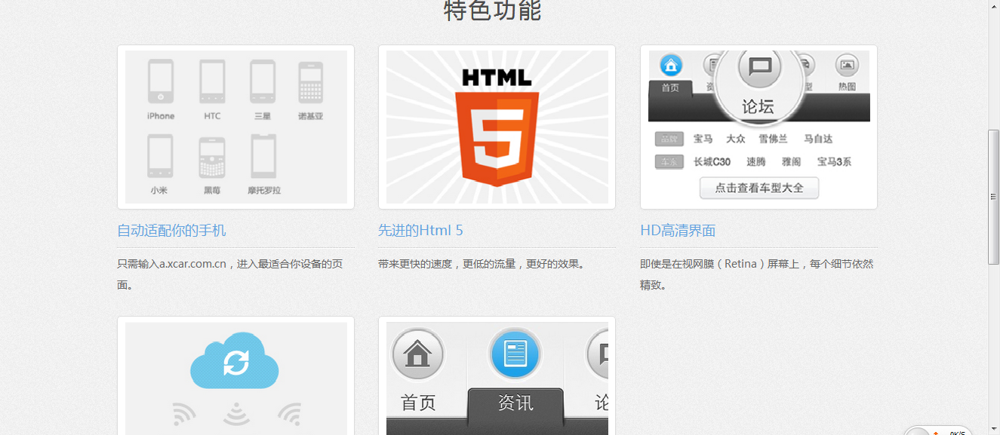 特色功能
iPhone HTC 三星 诺基亚
小米 黑莓 摩托罗拉
HTML
5
首页 论坛 热图
品牌 宝马 大众 雪佛兰 马自达
车系 长城C30 速腾 雅阁 宝马3系
点击查看车型大全
自动适配你的手机
只需输入a.xcar.com.cn，进入最适合你设备的页
面。
先进的Html 5
带来更快的速度，更低的流量，更好的效果。
HD高清界面
即使是在视网膜（Retina）屏幕上，每个细节依然
精致。
首页 资讯 论